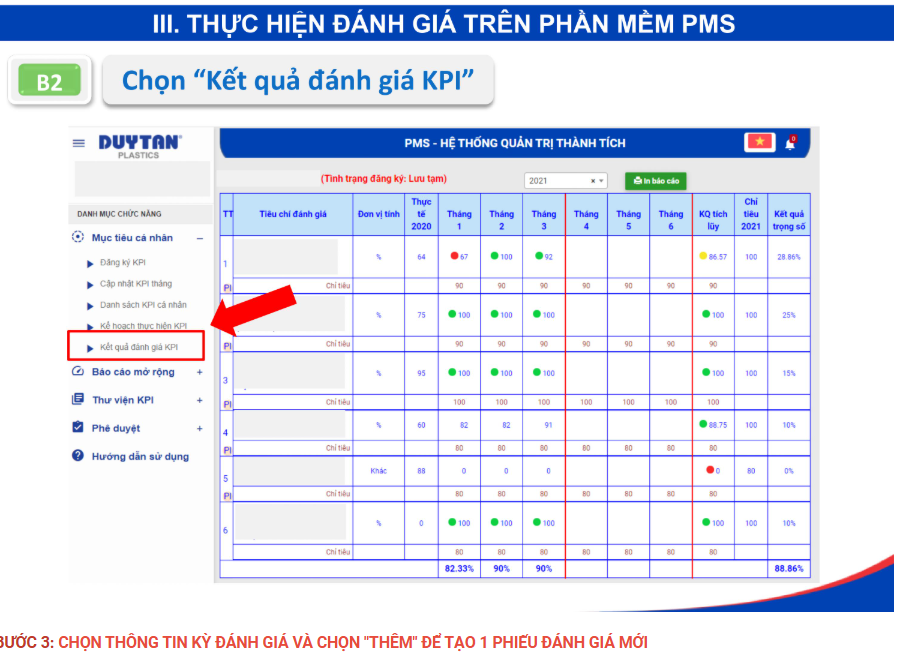 III. THỰC HIỆN ĐÁNH GIÁ TRÊN PHẦN MỀM PMS
B2
Chọn “Kết quả đánh giá KPI”
DUYTAN
PLASTICS
PMS - HỆ THỐNG QUẢN TRỊ THÀNH TÍCH
(Tình trạng đăng ký: Lưu tạm)
2021
In báo cáo
DANH MỤC CHỨC NĂNG
Mục tiêu cá nhân
Đăng ký KPI
Cập nhật KPI tháng
Danh sách KPI cá nhân
Kế hoạch thực hiện KPI
Kết quả đánh giá KPI
Báo cáo mở rộng
Thư viện KPI
Phê duyệt
Hướng dẫn sử dụng
TT Tiêu chí đánh giá Đơn vị tính Thực tế 2020 Tháng 1 Tháng 2 Tháng 3 Tháng 4 Tháng 5 Tháng 6 KQ tích lũy Chỉ tiêu 2021 Kết quả trọng số
1 % 64 67 100 92 86.57 100 28.86%
PI Chỉ tiêu 90 90 90 90 90 90 90
% 75 100 100 100 100 100 25%
PI Chỉ tiêu 90 90 90 90 90 90 90
3 % 95 100 100 100 100 100 15%
PI Chỉ tiêu 100 100 100 100 100 100 100
4 % 60 82 82 91 88.75 100 10%
PI Chỉ tiêu 80 80 80 80 80 80 80
5 Khác 88 0 0 0 0 80 0%
PI Chỉ tiêu 80 80 80 80 80 80 80
6 % 0 100 100 100 100 100 10%
Chỉ tiêu 80 80 80 80 80 80 80
82.33% 90% 90% 88.86%
BƯỚC 3: CHỌN THÔNG TIN KỲ ĐÁNH GIÁ VÀ CHỌN "THÊM" ĐỂ TẠO 1 PHIẾU ĐÁNH GIÁ MỚI